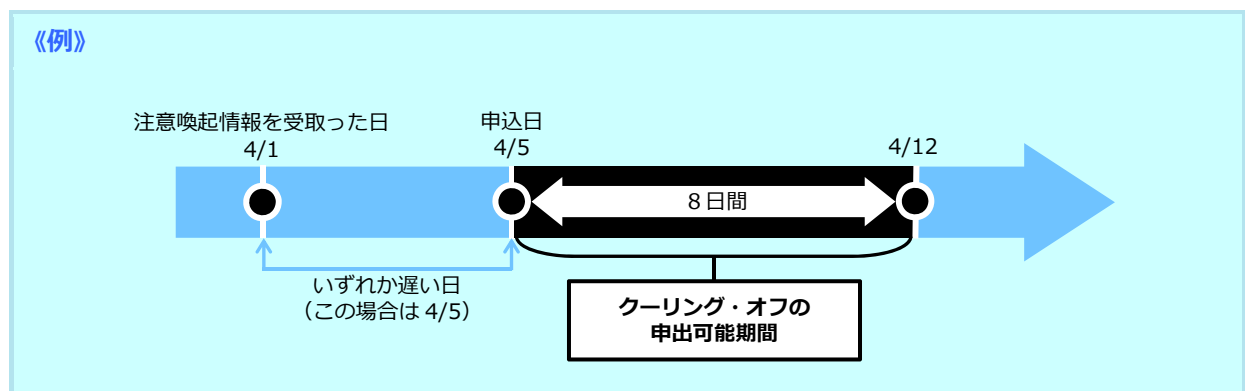 《例》
注意喚起情報を受取った日
4/1
申込日
4/5
4/12
8日間
いずれか遅い日
（この場合は 4/5）
クーリング・オフの
申出可能期間